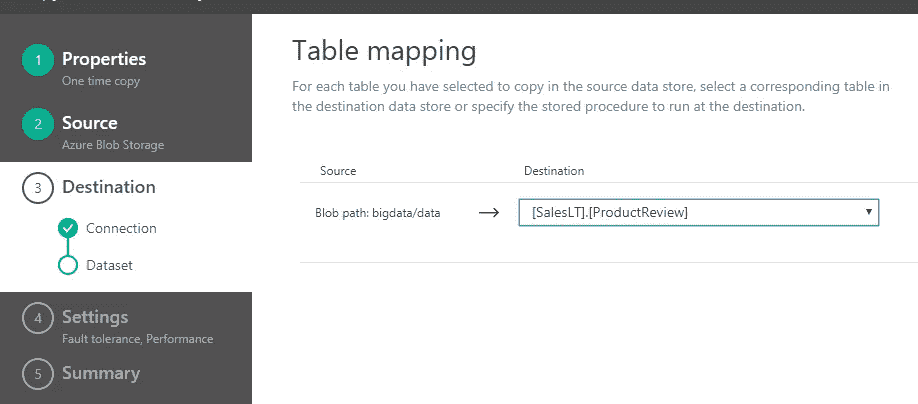 1 Properties
One time copy
2 Source
Azure Blob Storage
3 Destination
Connection
Dataset
4 Settings
Fault tolerance, Performance
5 Summary
Table mapping
For each table you have selected to copy in the source data store, select a corresponding table in
the destination data store or specify the stored procedure to run at the destination.
Source Destination
Blob path: bigdata/data → [SalesLT].[ProductReview]